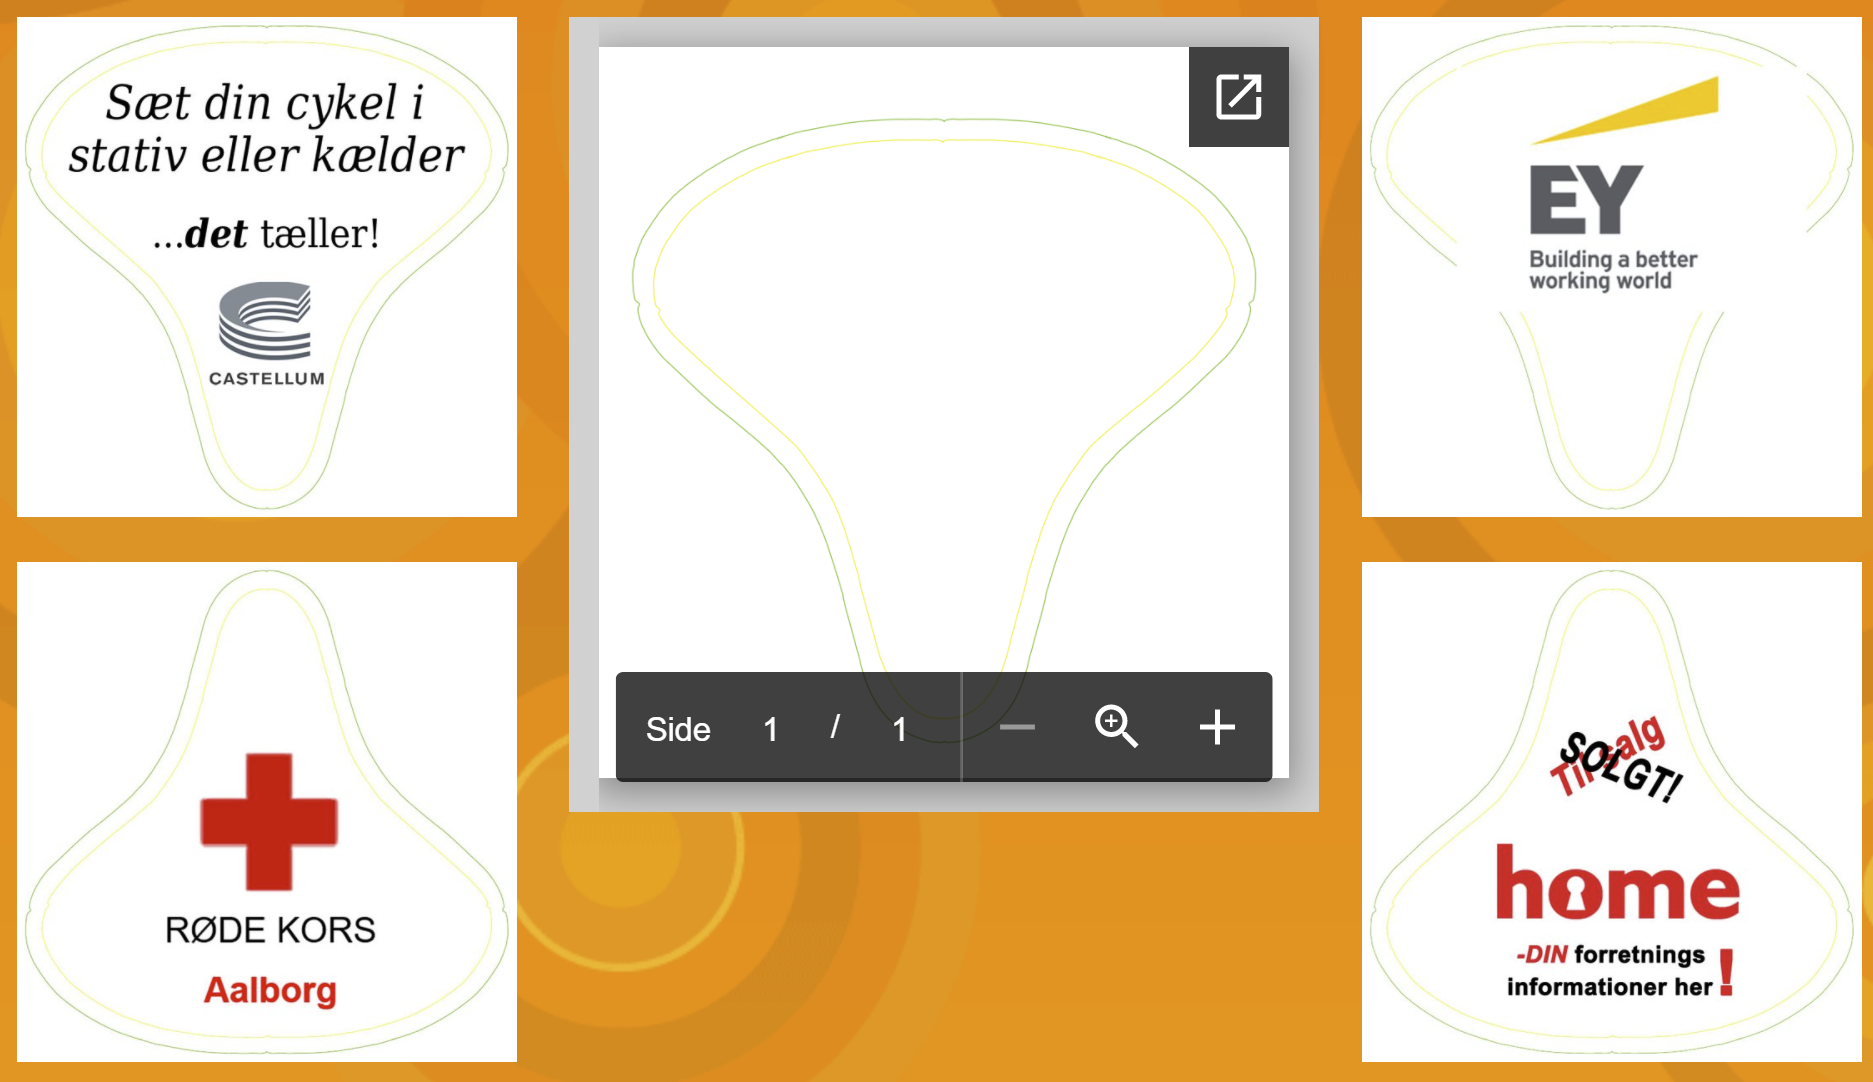 Sæt din cykel i
stativ eller kælder
...det tæller!
CASTELLUM
Side 1 / 1
EY
Building a better
working world
RØDE KORS
Aalborg
Til salg
SOLGT!
home
-DIN forretnings
informationer her!